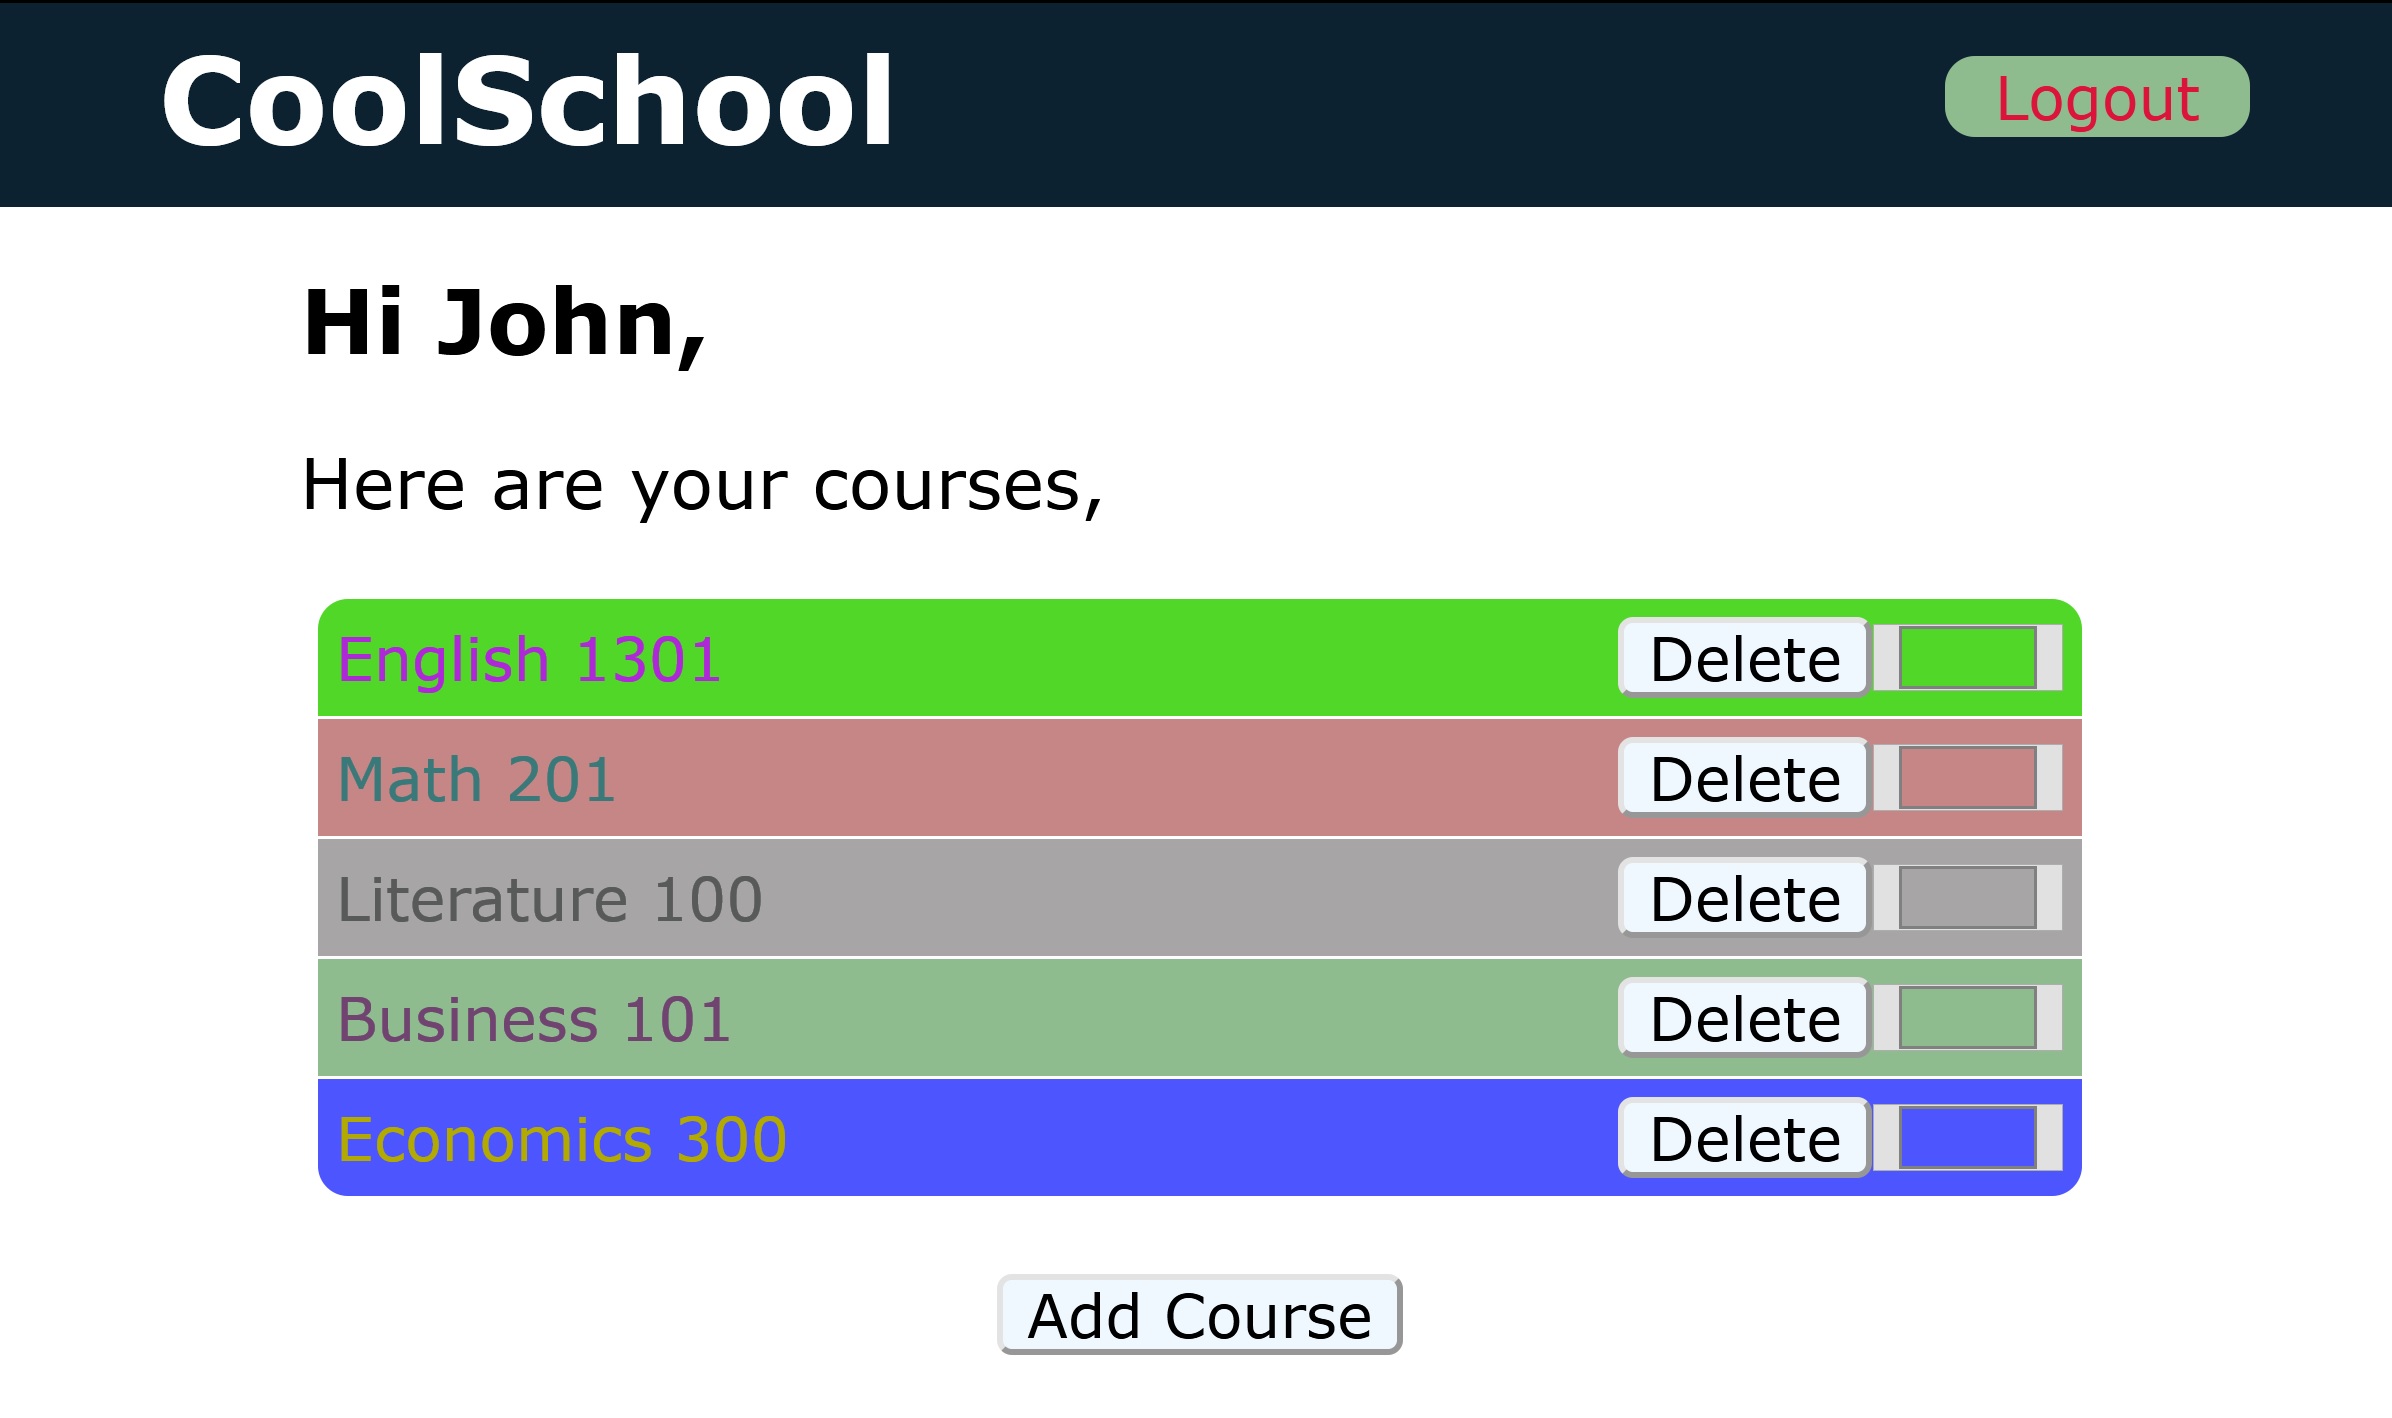 CoolSchool
Logout
Hi John,
Here are your courses,
English 1301 Delete
Math 201 Delete
Literature 100 Delete
Business 101 Delete
Economics 300 Delete
Add Course